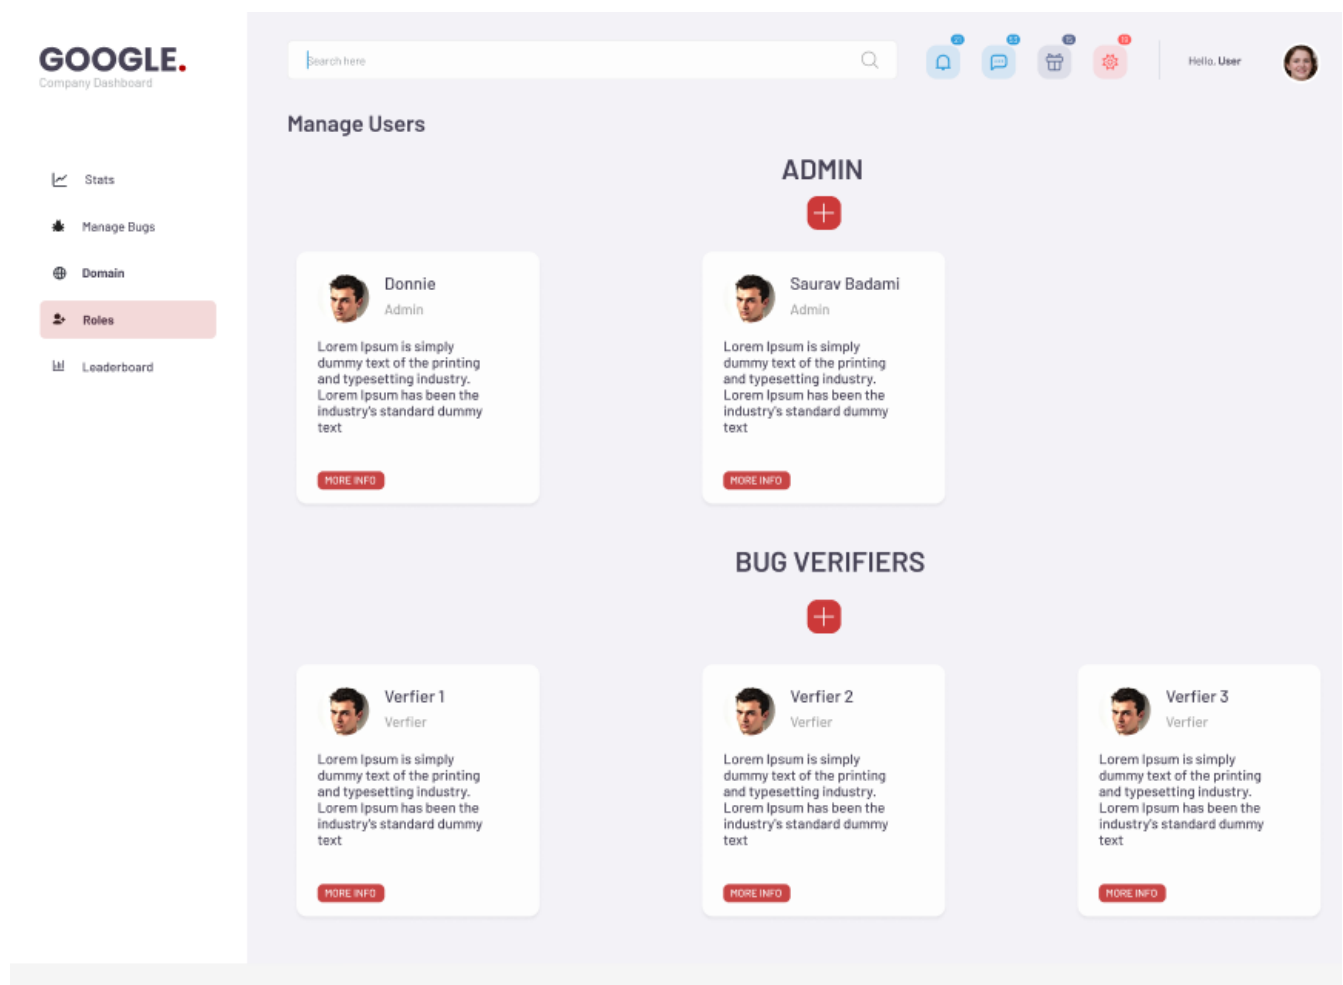 GOOGLE.
Company Dashboard
Search here
21
53
15
19
Hello, User
Manage Users
Stats
Manage Bugs
Domain
Roles
Leaderboard
ADMIN
Donnie
Admin
Lorem Ipsum is simply
dummy text of the printing
and typesetting industry.
Lorem Ipsum has been the
industry's standard dummy
text
MORE INFO
Saurav Badami
Admin
Lorem Ipsum is simply
dummy text of the printing
and typesetting industry.
Lorem Ipsum has been the
industry's standard dummy
text
MORE INFO
BUG VERIFIERS
Verfier 1
Verfier
Lorem Ipsum is simply
dummy text of the printing
and typesetting industry.
Lorem Ipsum has been the
industry's standard dummy
text
MORE INFO
Verfier 2
Verfier
Lorem Ipsum is simply
dummy text of the printing
and typesetting industry.
Lorem Ipsum has been the
industry's standard dummy
text
MORE INFO
Verfier 3
Verfier
Lorem Ipsum is simply
dummy text of the printing
and typesetting industry.
Lorem Ipsum has been the
industry's standard dummy
text
MORE INFO